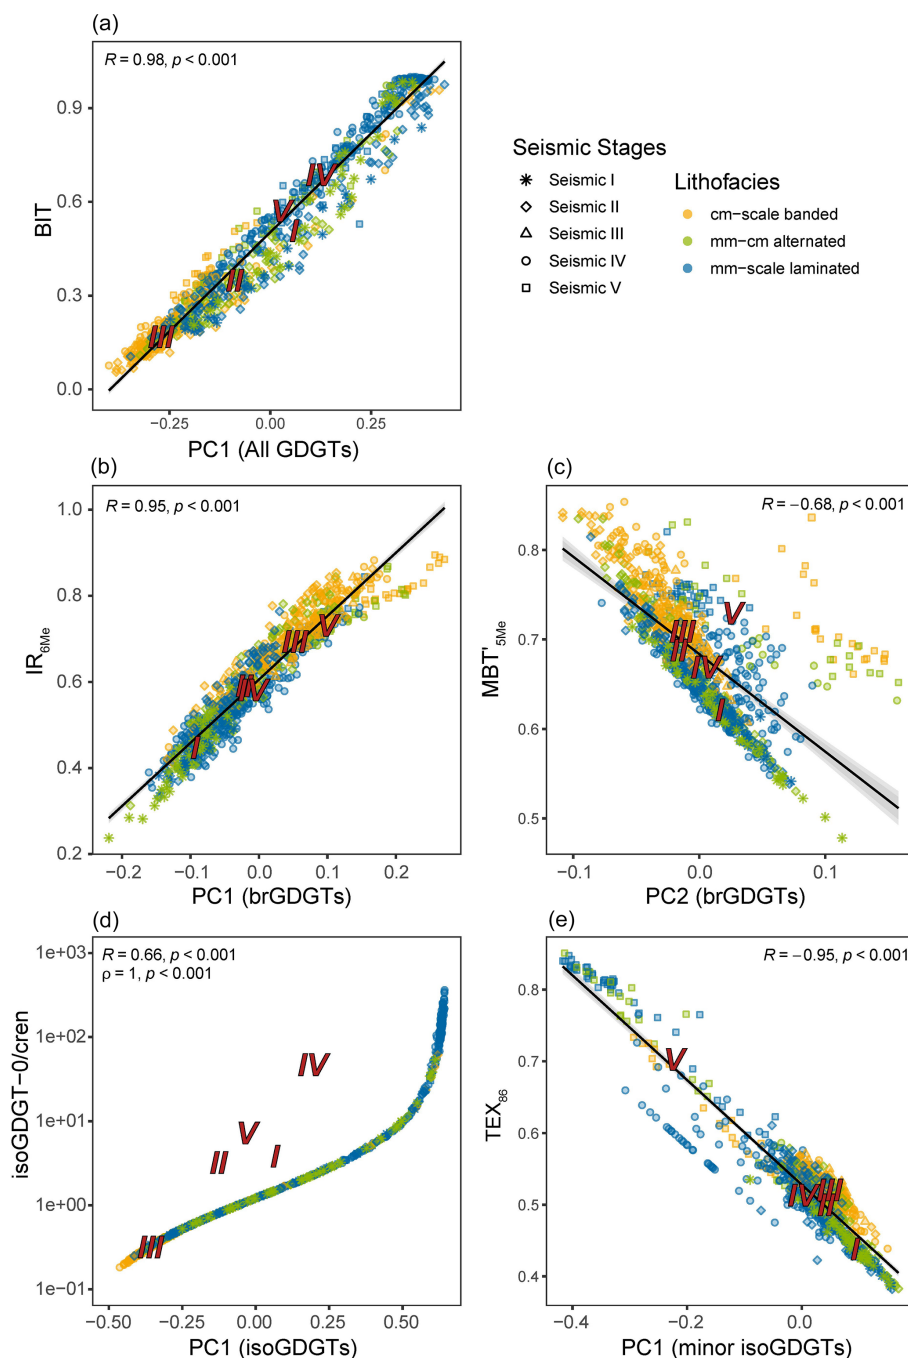 (a)
R = 0.98, p < 0.001
BIT
0.9
0.6
0.3
0.0
IV
V
I
II
III
−0.25
0.00
0.25
PC1 (All GDGTs)
Seismic Stages
Seismic I
Seismic II
Seismic III
Seismic IV
Seismic V
Lithofacies
cm−scale banded
mm−cm alternated
mm−scale laminated
(b)
R = 0.95, p < 0.001
IR6Me
1.0
0.8
0.6
0.4
0.2
V
III
II
IV
I
−0.2
−0.1
0.0
0.1
0.2
PC1 (brGDGTs)
(c)
R = −0.68, p < 0.001
MBT'5Me
0.8
0.7
0.6
0.5
V
III
II
IV
I
−0.1
0.0
0.1
PC2 (brGDGTs)
(d)
R = 0.66, p < 0.001
ρ = 1, p < 0.001
isoGDGT−0/cren
1e+03
1e+02
1e+01
1e+00
1e−01
IV
V
II
I
III
−0.50
−0.25
0.00
0.25
0.50
PC1 (isoGDGTs)
(e)
R = −0.95, p < 0.001
TEX86
0.8
0.7
0.6
0.5
0.4
V
III
IV
II
I
−0.4
−0.2
0.0
PC1 (minor isoGDGTs)